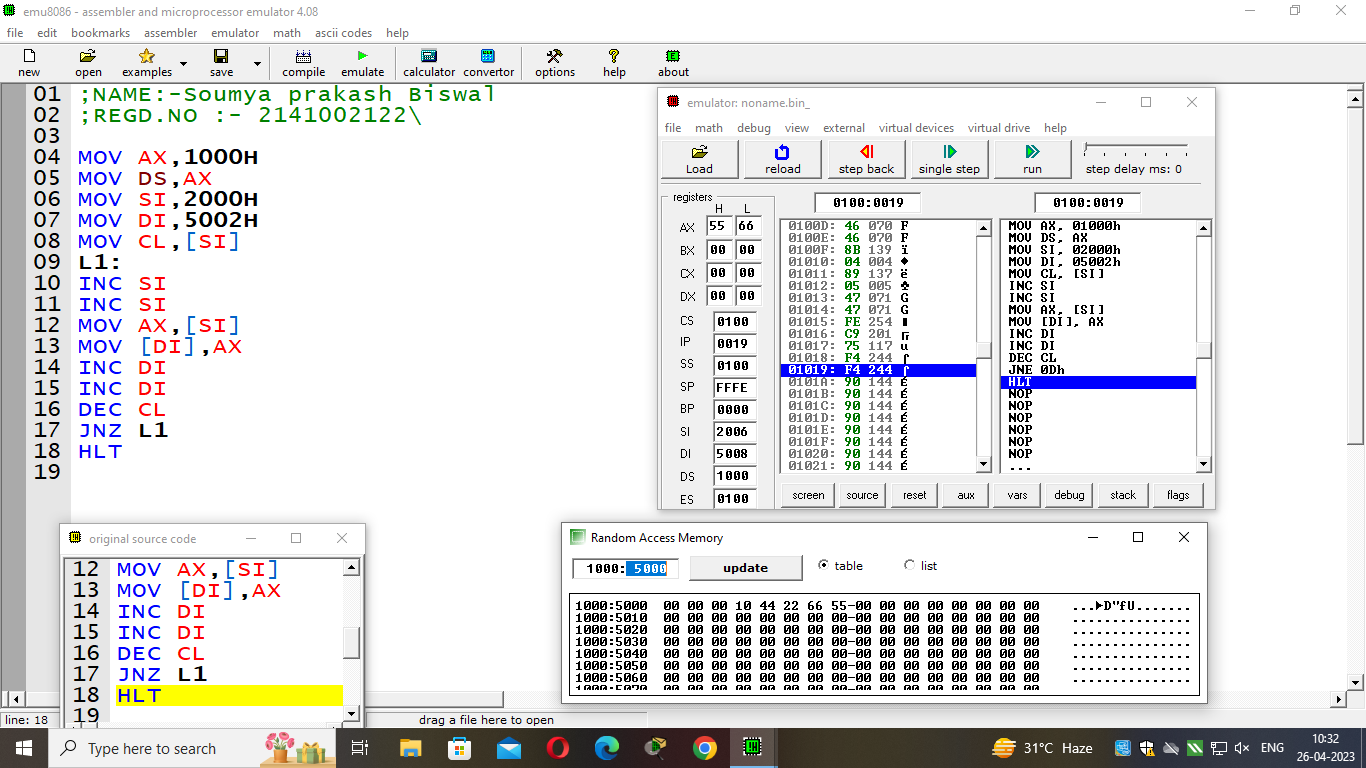 emu8086 - assembler and microprocessor emulator 4.08
file edit bookmarks assembler emulator math ascii codes help
new open examples save compile emulate calculator convertor options help about
01 ;NAME:-Soumya prakash Biswal
02 ;REGD.NO :- 2141002122\
03
04 MOV AX,1000H
05 MOV DS,AX
06 MOV SI,2000H
07 MOV DI,5002H
08 MOV CL,[SI]
09 L1:
10 INC SI
11 INC SI
12 MOV AX,[SI]
13 MOV [DI],AX
14 INC DI
15 INC DI
16 DEC CL
17 JNZ L1
18 HLT
19
emulator: noname.bin_
file math debug view external virtual devices virtual drive help
Load reload step back single step run step delay ms: 0
registers
H L
AX 55 66
BX 00 00
CX 00 00
DX 00 00
CS 0100
IP 0019
SS 0100
SP FFFE
BP 0000
SI 2006
DI 5008
DS 1000
ES 0100
0100:0019
0100D: 46 070 F
0100E: 46 070 F
0100F: 8B 139 ï
01010: 04 004 ♦
01011: 89 137 ë
01012: 05 005 ♣
01013: 47 071 G
01014: 47 071 G
01015: FE 254 ■
01016: C9 201 ╔
01017: 75 117 u
01018: F4 244 ⌠
01019: F4 244 ⌠
0101A: 90 144 É
0101B: 90 144 É
0101C: 90 144 É
0101D: 90 144 É
0101E: 90 144 É
0101F: 90 144 É
01020: 90 144 É
01021: 90 144 É
0100:0019
MOV AX, 01000h
MOV DS, AX
MOV SI, 02000h
MOV DI, 05002h
MOV CL, [SI]
INC SI
INC SI
MOV AX, [SI]
MOV [DI], AX
INC DI
INC DI
DEC CL
JNE 0Dh
HLT
NOP
NOP
NOP
NOP
NOP
NOP
...
screen source reset aux vars debug stack flags
original source code
12 MOV AX,[SI]
13 MOV [DI],AX
14 INC DI
15 INC DI
16 DEC CL
17 JNZ L1
18 HLT
19
Random Access Memory
1000:5000 update table list
1000:5000 00 00 00 10 44 22 66 55-00 00 00 00 00 00 00 00 ...►D"fU........
1000:5010 00 00 00 00 00 00 00 00-00 00 00 00 00 00 00 00 ................
1000:5020 00 00 00 00 00 00 00 00-00 00 00 00 00 00 00 00 ................
1000:5030 00 00 00 00 00 00 00 00-00 00 00 00 00 00 00 00 ................
1000:5040 00 00 00 00 00 00 00 00-00 00 00 00 00 00 00 00 ................
1000:5050 00 00 00 00 00 00 00 00-00 00 00 00 00 00 00 00 ................
1000:5060 00 00 00 00 00 00 00 00-00 00 00 00 00 00 00 00 ................
1000:5070 00 00 00 00 00 00 00 00-00 00 00 00 00 00 00 00
line: 18
drag a file here to open
Type here to search
31°C Haze
ENG
10:32
26-04-2023